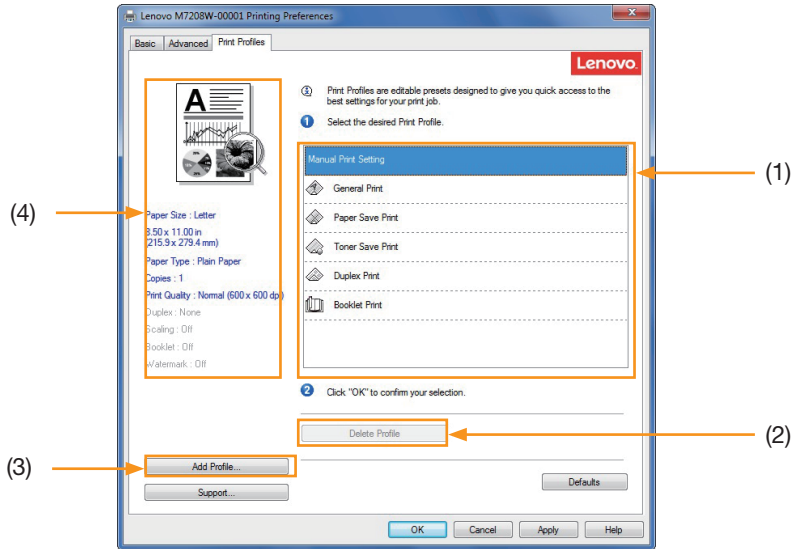 Lenovo M7208W-00001 Printing Preferences
Basic
Advanced
Print Profiles
Lenovo.
A
Print Profiles are editable presets designed to give you quick access to the
best settings for your print job.
1 Select the desired Print Profile.
Manual Print Setting
(1)
General Print
Paper Save Print
Toner Save Print
Duplex Print
Booklet Print
(4)
Paper Size : Letter
8.50 x 11.00 in
(215.9 x 279.4 mm)
Paper Type : Plain Paper
Copies : 1
Print Quality : Normal (600 x 600 dpi)
Duplex : None
Scaling : Off
Booklet : Off
Watermark : Off
2 Click "OK" to confirm your selection.
Delete Profile
(2)
(3)
Add Profile...
Support...
Defaults
OK
Cancel
Apply
Help